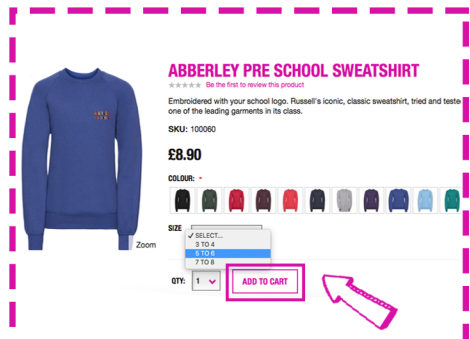 ABBERLEY PRE SCHOOL SWEATSHIRT
Be the first to review this product
Embroidered with your school logo. Russell's iconic, classic sweatshirt, tried and teste
one of the leading garments in its class.
SKU: 100060
£8.90
COLOUR: -
SIZE
✓ SELECT...
3 TO 4
5 TO 6
7 TO 8
Zoom
QTY: 1
ADD TO CART